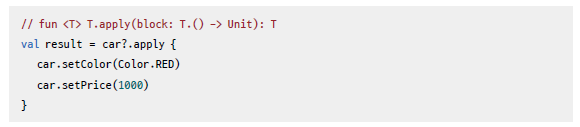 // fun <T> T.apply(block: T.() -> Unit): T
val result = car?.apply {
car.setColor(Color.RED)
car.setPrice(1000)
}